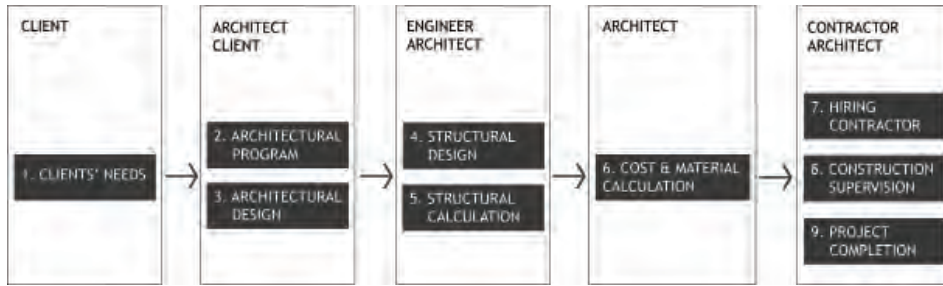 CLIENT
1. CLIENTS' NEEDS
ARCHITECT
CLIENT
2. ARCHITECTURAL
PROGRAM
3. ARCHITECTURAL
DESIGN
ENGINEER
ARCHITECT
4. STRUCTURAL
DESIGN
5. STRUCTURAL
CALCULATION
ARCHITECT
6. COST & MATERIAL
CALCULATION
CONTRACTOR
ARCHITECT
7. HIRING
CONTRACTOR
8. CONSTRUCTION
SUPERVISION
9. PROJECT
COMPLETION